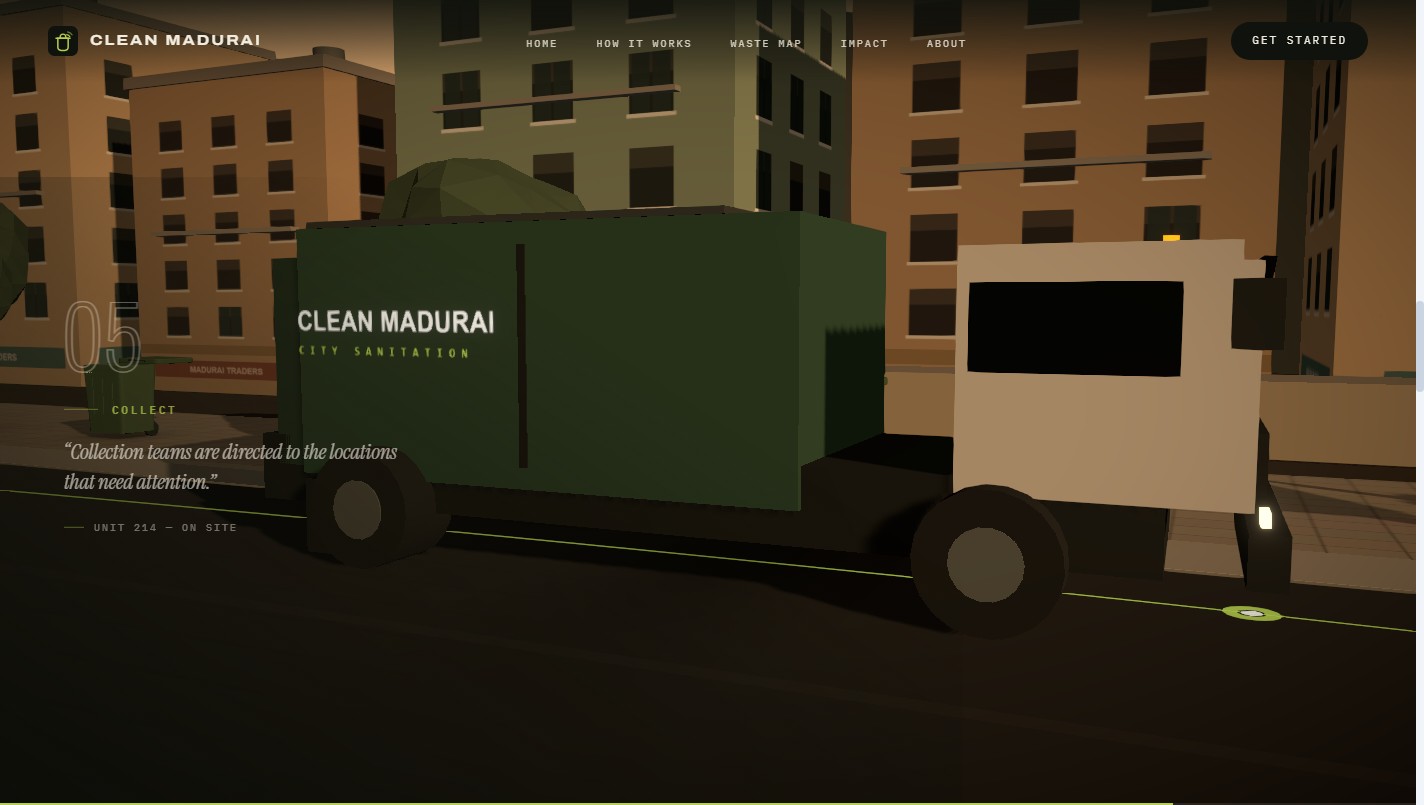 CLEAN MADURAI
HOME HOW IT WORKS WASTE MAP IMPACT ABOUT
GET STARTED
CLEAN MADURAI
CITY SANITATION
05
MADURAI TRADERS
COLLECT
“Collection teams are directed to the locations
that need attention.”
UNIT 214 — ON SITE